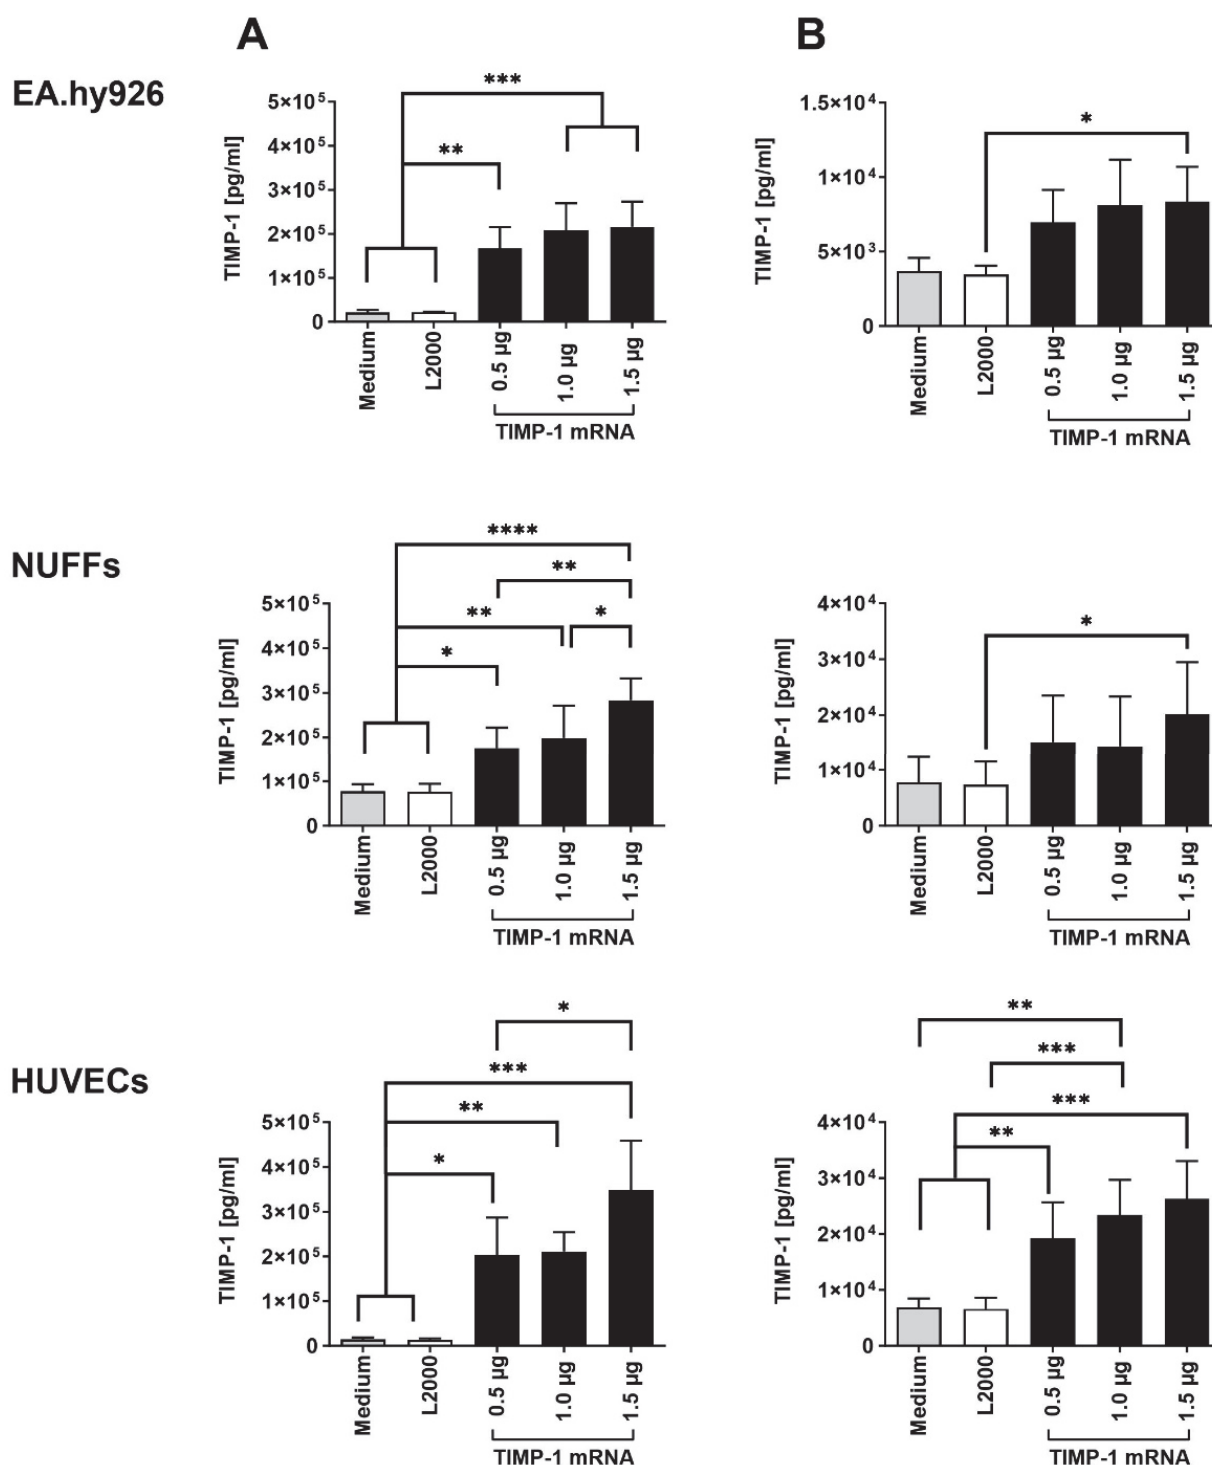 A
B
EA.hy926
***
**
TIMP-1 [pg/ml]
5×10⁵
4×10⁵
3×10⁵
2×10⁵
1×10⁵
0
Medium
L2000
0.5 µg
1.0 µg
1.5 µg
TIMP-1 mRNA
*
TIMP-1 [pg/ml]
1.5×10⁴
1×10⁴
5×10³
0
Medium
L2000
0.5 µg
1.0 µg
1.5 µg
TIMP-1 mRNA
NUFFs
****
**
**
*
*
TIMP-1 [pg/ml]
5×10⁵
4×10⁵
3×10⁵
2×10⁵
1×10⁵
0
Medium
L2000
0.5 µg
1.0 µg
1.5 µg
TIMP-1 mRNA
*
TIMP-1 [pg/ml]
4×10⁴
3×10⁴
2×10⁴
1×10⁴
0
Medium
L2000
0.5 µg
1.0 µg
1.5 µg
TIMP-1 mRNA
HUVECs
*
***
**
*
TIMP-1 [pg/ml]
5×10⁵
4×10⁵
3×10⁵
2×10⁵
1×10⁵
0
Medium
L2000
0.5 µg
1.0 µg
1.5 µg
TIMP-1 mRNA
**
***
***
**
TIMP-1 [pg/ml]
4×10⁴
3×10⁴
2×10⁴
1×10⁴
0
Medium
L2000
0.5 µg
1.0 µg
1.5 µg
TIMP-1 mRNA